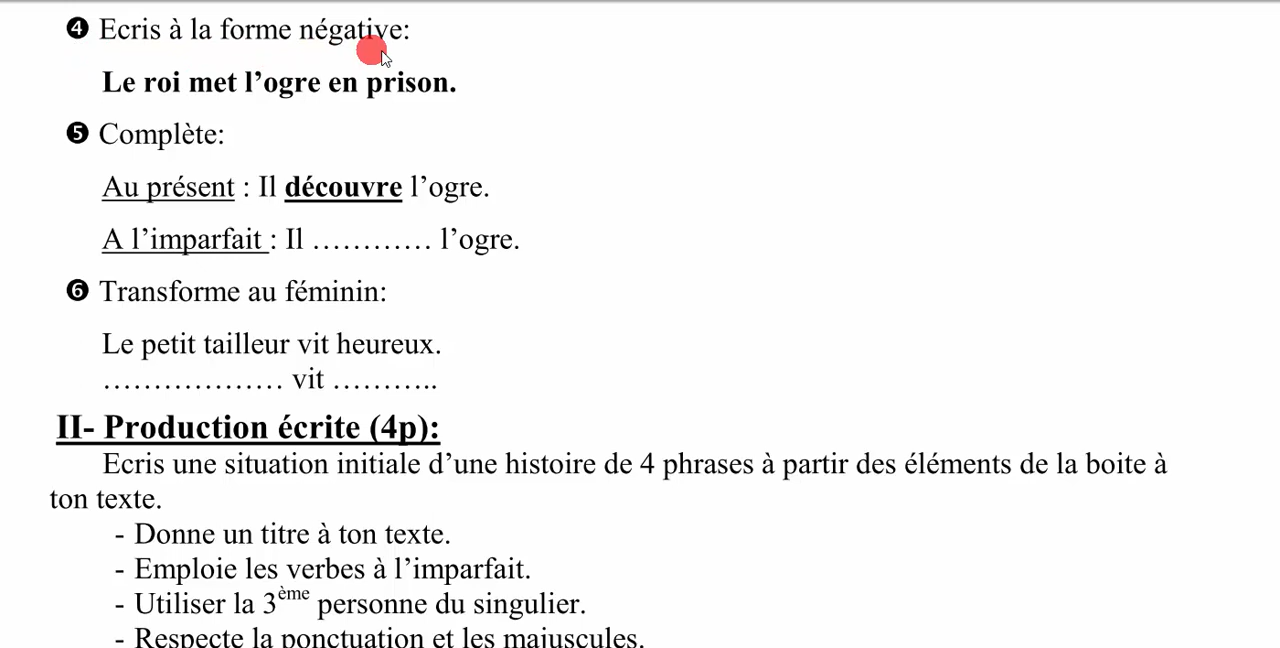 ❹ Ecris à la forme négative:
Le roi met l’ogre en prison.
❺ Complète:
Au présent : Il découvre l’ogre.
A l’imparfait : Il ………… l’ogre.
❻ Transforme au féminin:
Le petit tailleur vit heureux.
……………… vit ………..
II- Production écrite (4p):
Ecris une situation initiale d’une histoire de 4 phrases à partir des éléments de la boite à
ton texte.
- Donne un titre à ton texte.
- Emploie les verbes à l’imparfait.
- Utiliser la 3ème personne du singulier.
- Respecte la ponctuation et les majuscules.